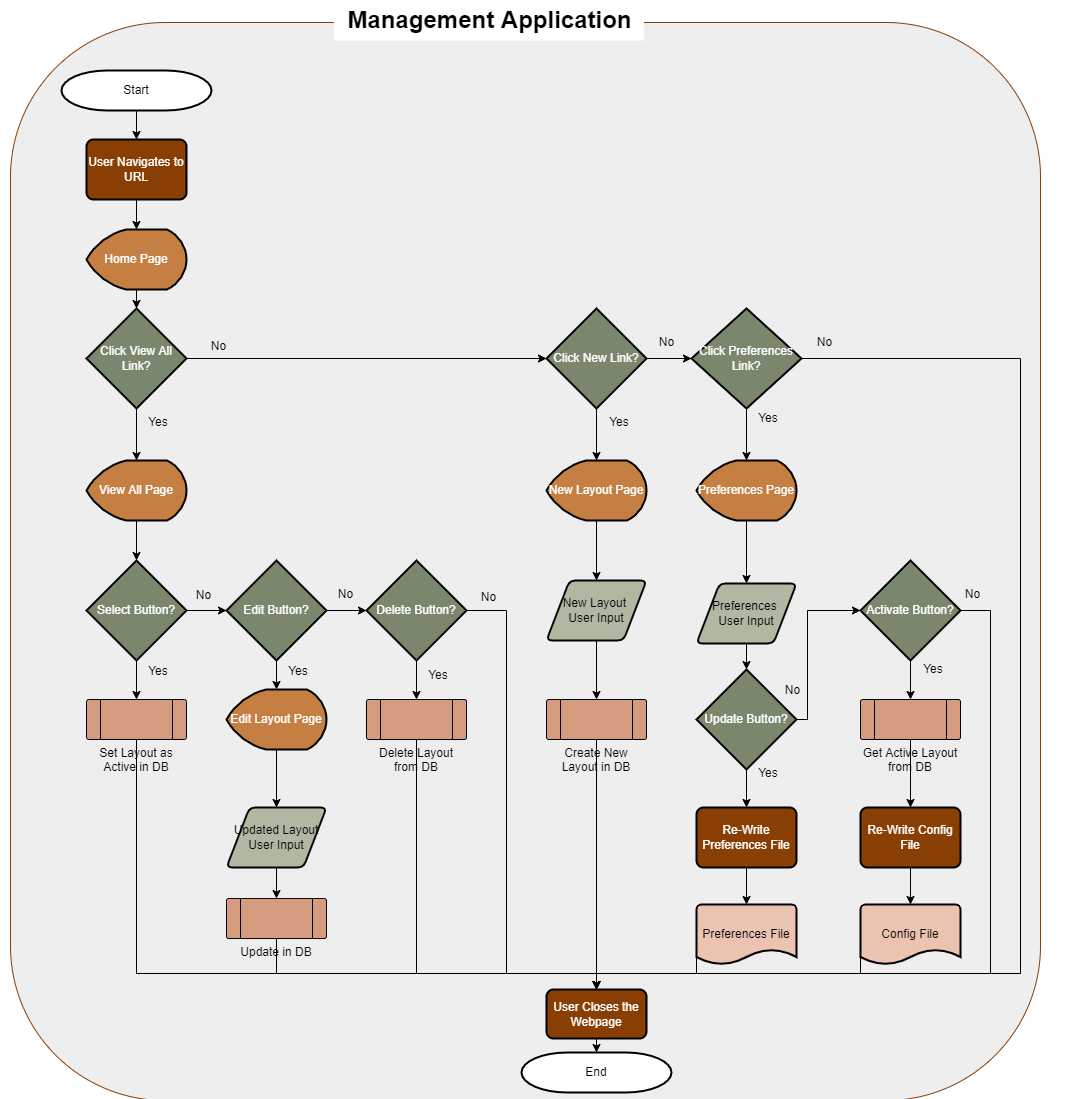 Management Application
Start
User Navigates to
URL
Home Page
Click View All
Link?
No
Click New Link?
No
Click Preferences
Link?
No
Yes
Yes
Yes
View All Page
New Layout Page
Preferences Page
Select Button?
No
Edit Button?
No
Delete Button?
No
New Layout
User Input
Preferences
User Input
Activate Button?
No
Yes
Yes
Yes
Yes
Set Layout as
Active in DB
Edit Layout Page
Delete Layout
from DB
Create New
Layout in DB
Update Button?
No
Get Active Layout
from DB
Yes
Updated Layout
User Input
Re-Write
Preferences File
Re-Write Config
File
Update in DB
Preferences File
Config File
User Closes the
Webpage
End